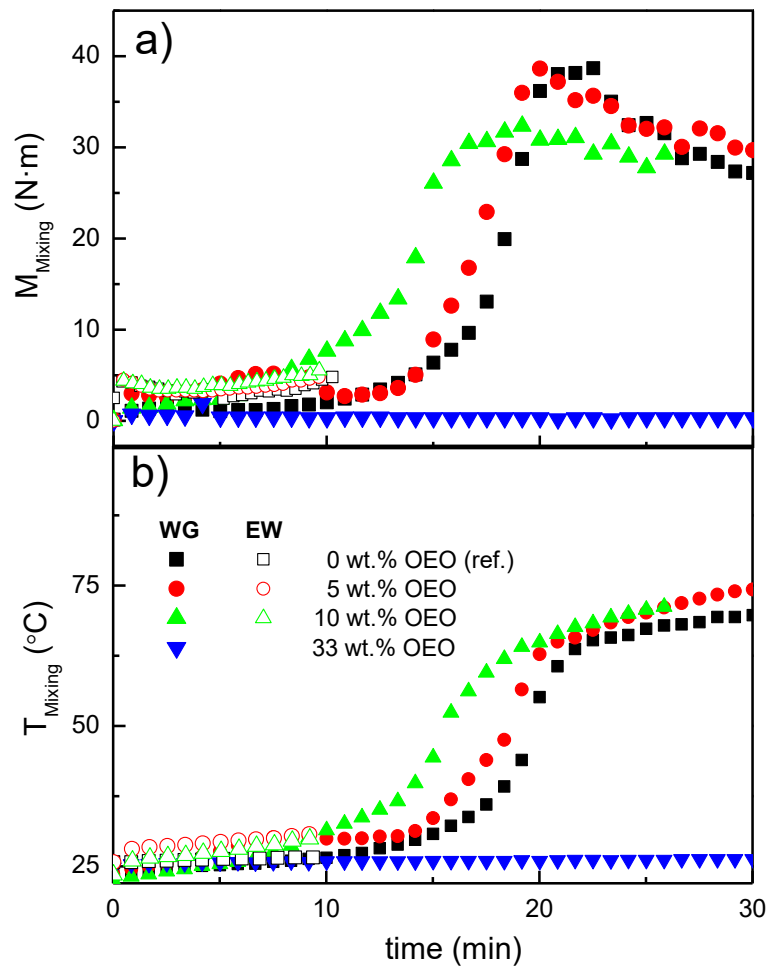 a)
40
30
20
10
0
M_Mixing (N·m)
b)
WG EW
0 wt.% OEO (ref.)
5 wt.% OEO
10 wt.% OEO
33 wt.% OEO
75
50
25
T_Mixing (°C)
0 10 20 30
time (min)